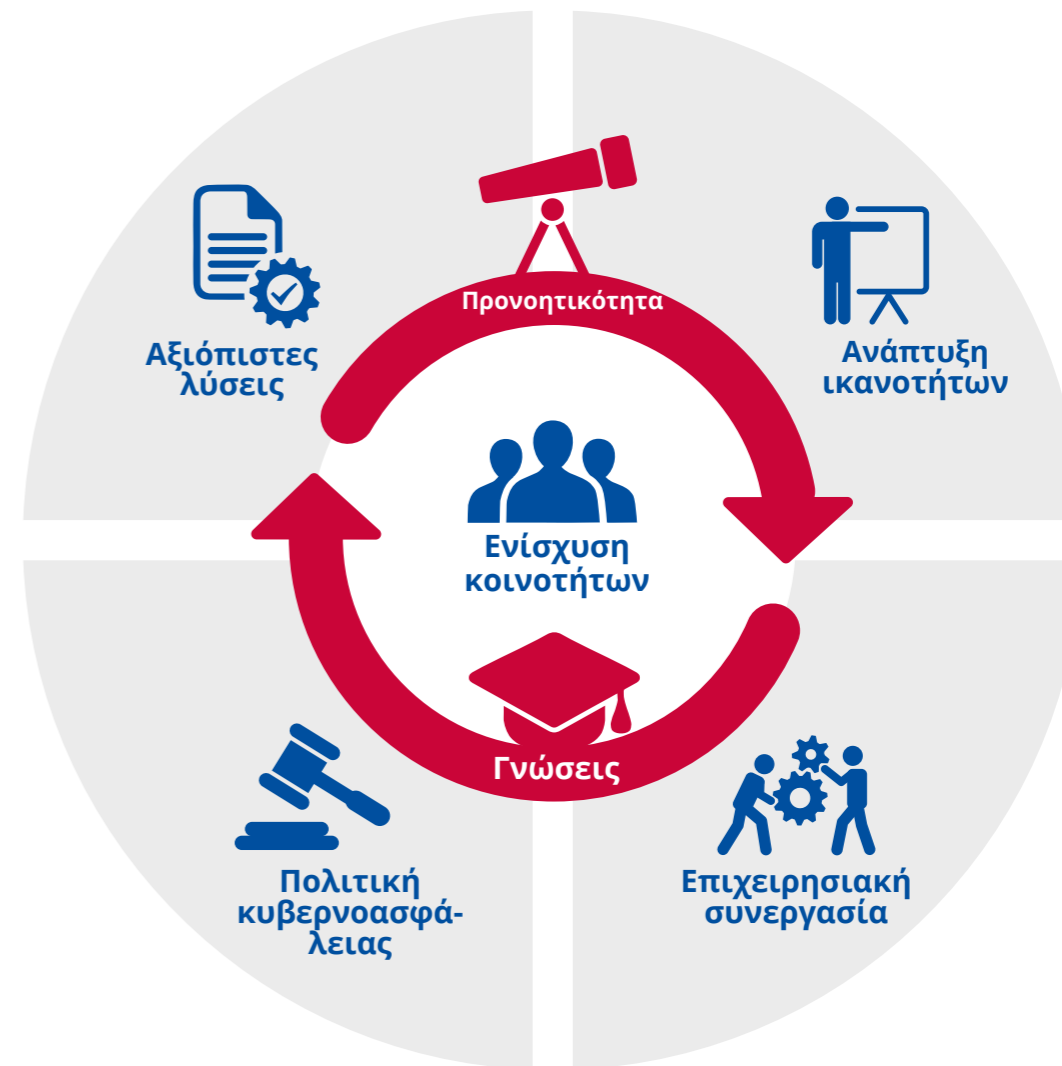 Προνοητικότητα
Αξιόπιστες
λύσεις
Ανάπτυξη
ικανοτήτων
Ενίσχυση
κοινοτήτων
Γνώσεις
Πολιτική
κυβερνοασφά-
λειας
Επιχειρησιακή
συνεργασία